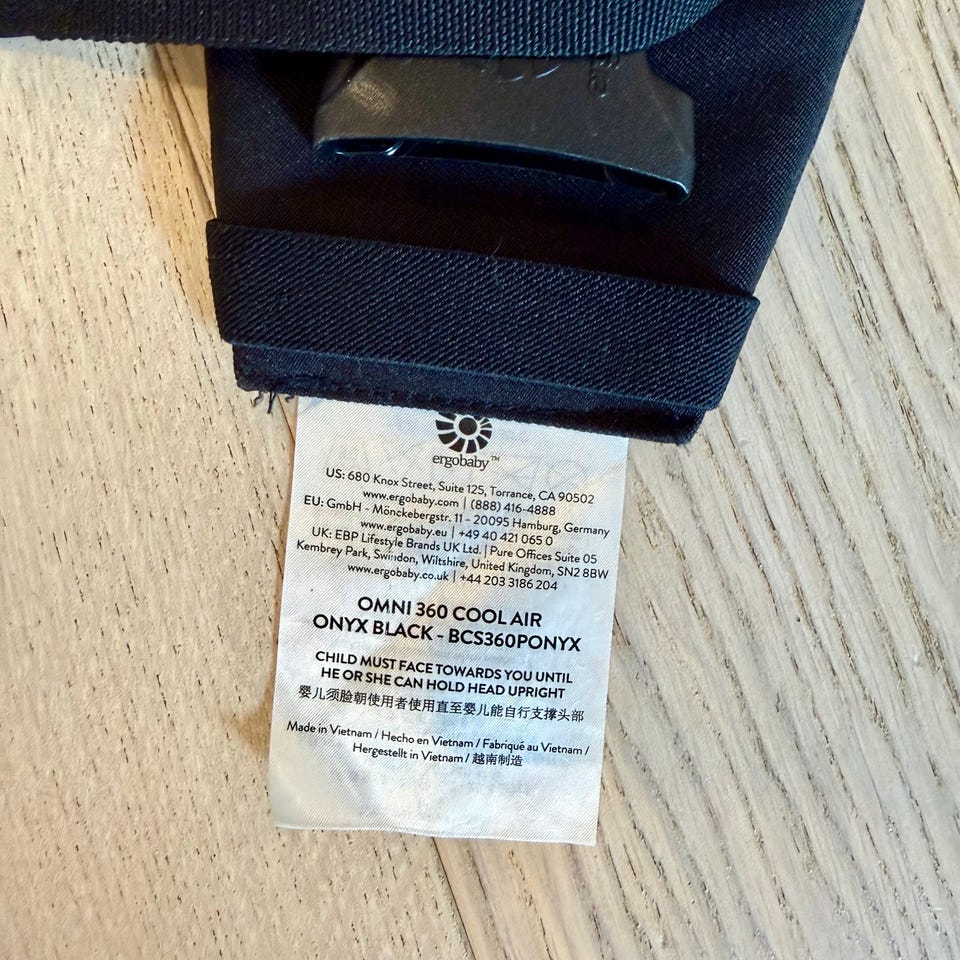 ergobaby™
US: 680 Knox Street, Suite 125, Torrance, CA 90502
www.ergobaby.com | (888) 416-4888
EU: GmbH - Mönckebergstr. 11 - 20095 Hamburg, Germany
www.ergobaby.eu | +49 40 421 065 0
UK: EBP Lifestyle Brands UK Ltd. | Pure Offices Suite 05
Kembrey Park, Swindon, Wiltshire, United Kingdom, SN2 8BW
www.ergobaby.co.uk | +44 203 3186 204
OMNI 360 COOL AIR
ONYX BLACK - BCS360PONYX
CHILD MUST FACE TOWARDS YOU UNTIL
HE OR SHE CAN HOLD HEAD UPRIGHT
婴儿须脸朝使用者使用直至婴儿能自行支撑头部
Made in Vietnam / Hecho en Vietnam / Fabriqué au Vietnam /
Hergestellt in Vietnam / 越南制造